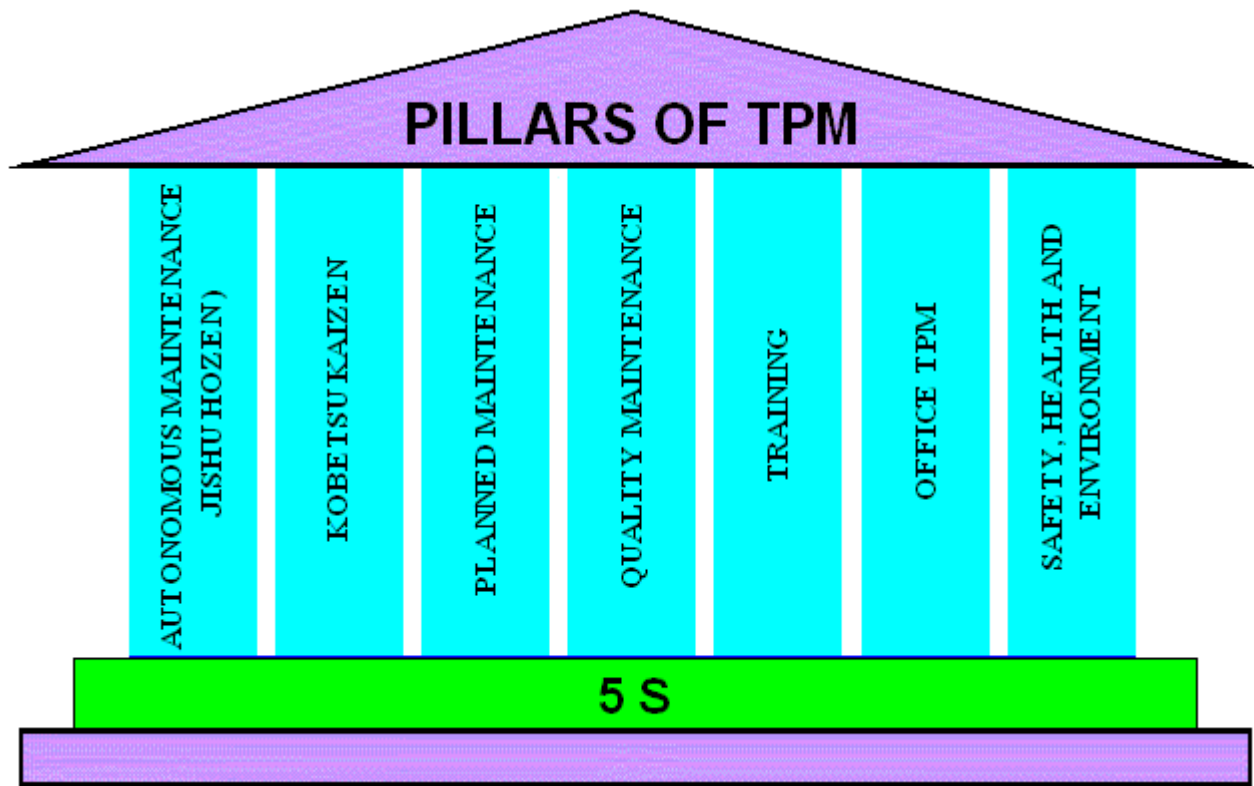 PILLARS OF TPM
AUTONOMOUS MAINTENANCE
JISHU HOZEN )
KOBETSU KAIZEN
PLANNED MAINTENANCE
QUALITY MAINTENANCE
TRAINING
OFFICE TPM
SAFETY, HEALTH AND
ENVIRONMENT
5 S